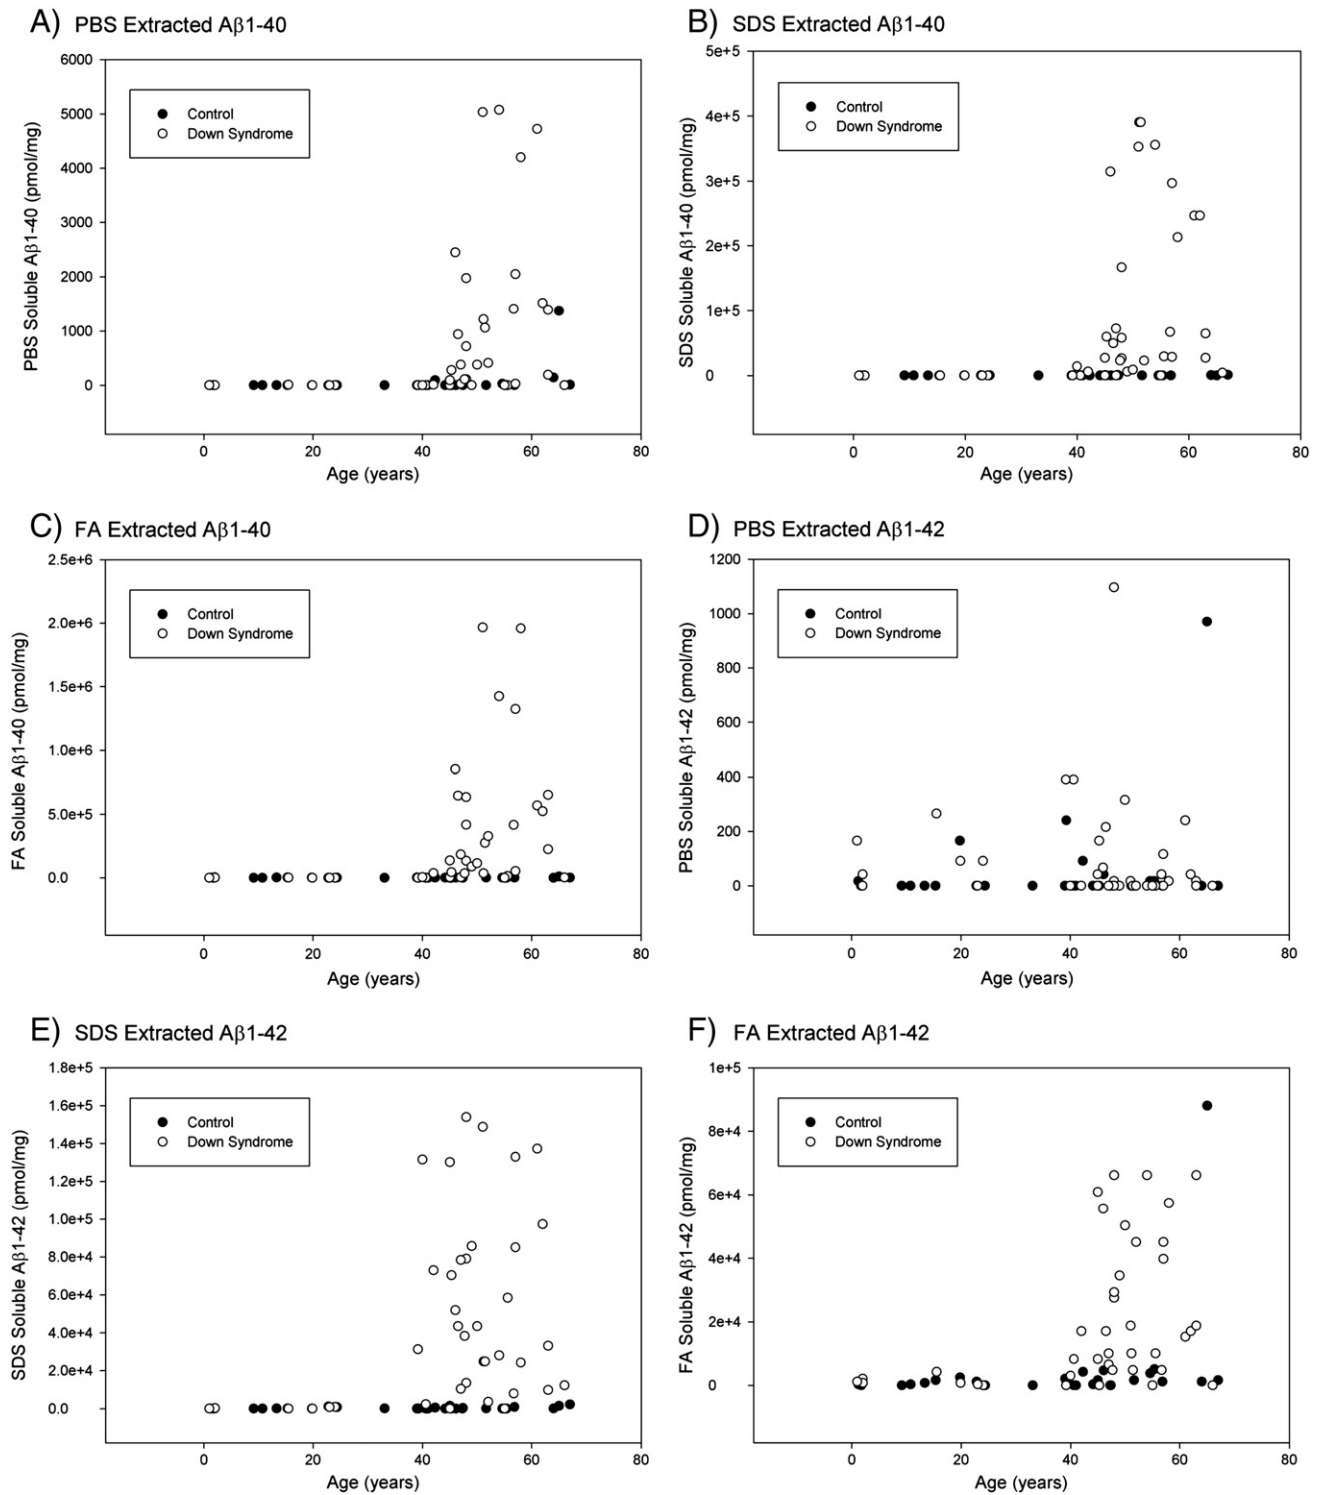 A) PBS Extracted Aβ1-40
PBS Soluble Aβ1-40 (pmol/mg)
6000
5000
4000
3000
2000
1000
0
Control
Down Syndrome
0 20 40 60 80
Age (years)
B) SDS Extracted Aβ1-40
SDS Soluble Aβ1-40 (pmol/mg)
5e+5
4e+5
3e+5
2e+5
1e+5
0
Control
Down Syndrome
0 20 40 60 80
Age (years)
C) FA Extracted Aβ1-40
FA Soluble Aβ1-40 (pmol/mg)
2.5e+6
2.0e+6
1.5e+6
1.0e+6
5.0e+5
0.0
Control
Down Syndrome
0 20 40 60 80
Age (years)
D) PBS Extracted Aβ1-42
PBS Soluble Aβ1-42 (pmol/mg)
1200
1000
800
600
400
200
0
Control
Down Syndrome
0 20 40 60 80
Age (years)
E) SDS Extracted Aβ1-42
SDS Soluble Aβ1-42 (pmol/mg)
1.8e+5
1.6e+5
1.4e+5
1.2e+5
1.0e+5
8.0e+4
6.0e+4
4.0e+4
2.0e+4
0.0
Control
Down Syndrome
0 20 40 60 80
Age (years)
F) FA Extracted Aβ1-42
FA Soluble Aβ1-42 (pmol/mg)
1e+5
8e+4
6e+4
4e+4
2e+4
0
Control
Down Syndrome
0 20 40 60 80
Age (years)